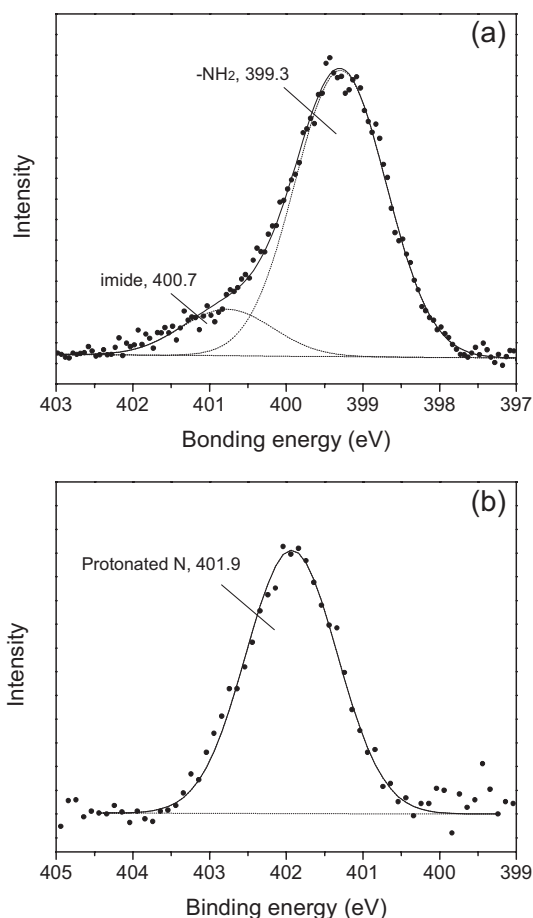 (a)
-NH₂, 399.3
imide, 400.7
Intensity
403 402 401 400 399 398 397
Bonding energy (eV)
(b)
Protonated N, 401.9
Intensity
405 404 403 402 401 400 399
Binding energy (eV)